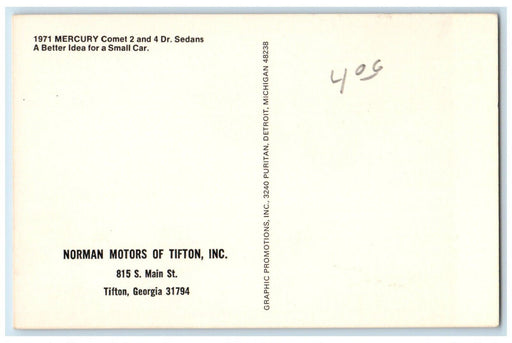 1971 MERCURY Comet 2 and 4 Dr. Sedans
A Better Idea for a Small Car.
NORMAN MOTORS OF TIFTON, INC.
815 S. Main St.
Tifton, Georgia 31794
GRAPHIC PROMOTIONS, INC., 3240 PURITAN, DETROIT, MICHIGAN 48238